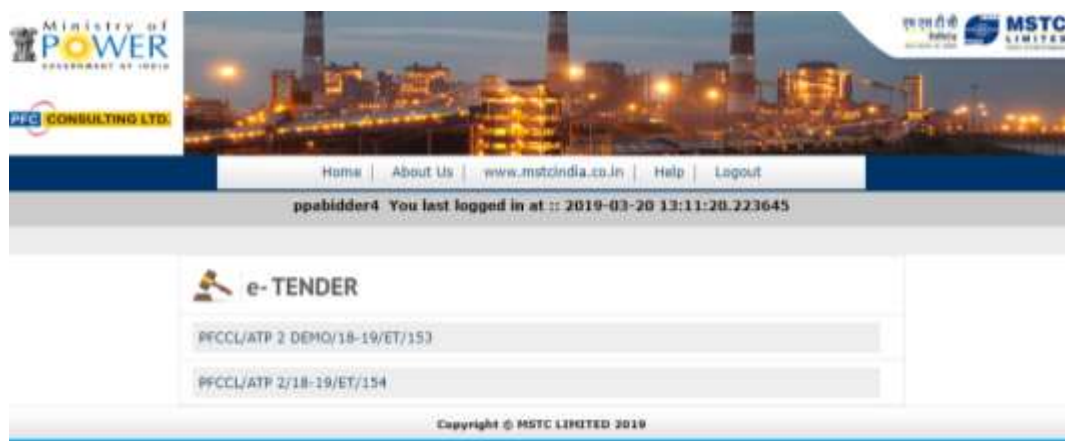 Ministry of
POWER
GOVERNMENT OF INDIA
PFC CONSULTING LTD.
MSTC
LIMITED
Home | About Us | www.mstcindia.co.in | Help | Logout
ppabidder4 You last logged in at :: 2019-03-20 13:11:20.223645
e- TENDER
PFCCL/ATP 2 DEMO/18-19/ET/153
PFCCL/ATP 2/18-19/ET/154
Copyright © MSTC LIMITED 2019